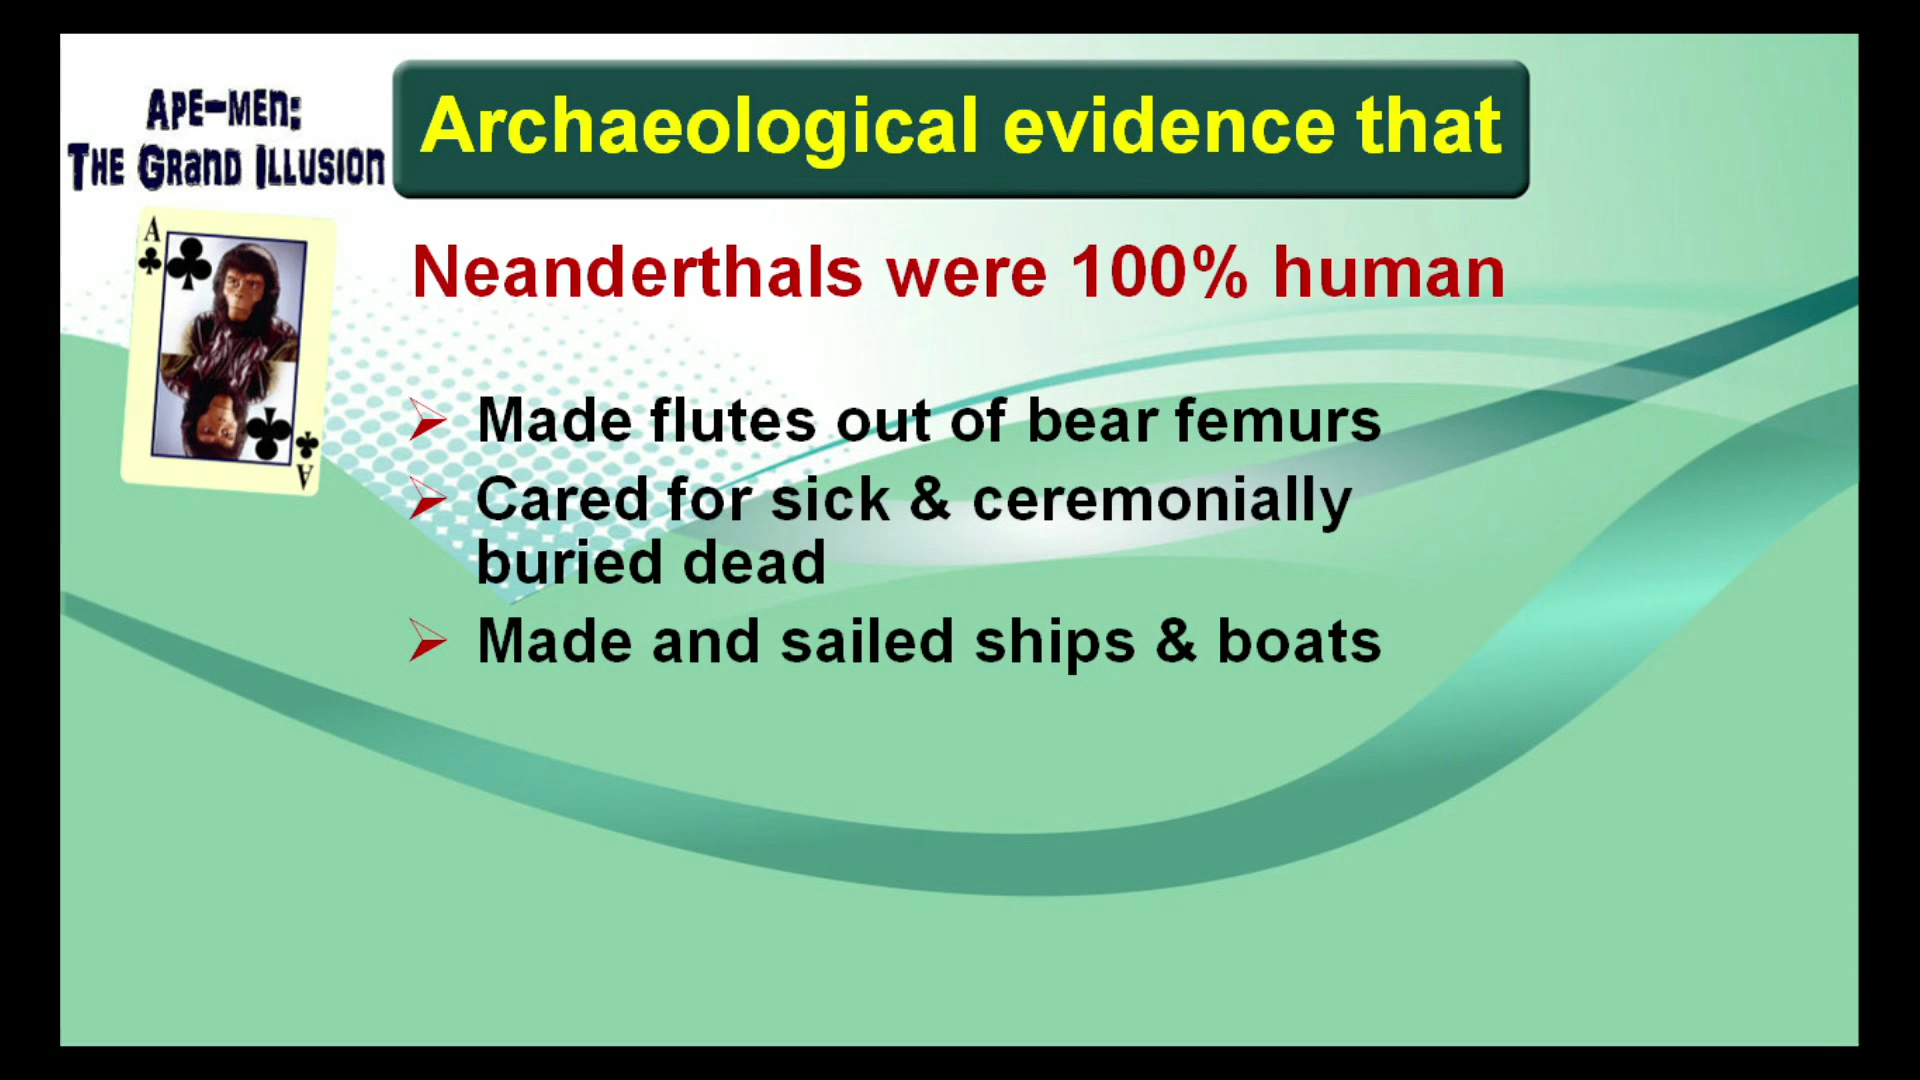 APE-MEN:
THE GRAND ILLUSION
Archaeological evidence that
Neanderthals were 100% human
A
Made flutes out of bear femurs
Cared for sick & ceremonially
buried dead
Made and sailed ships & boats
A